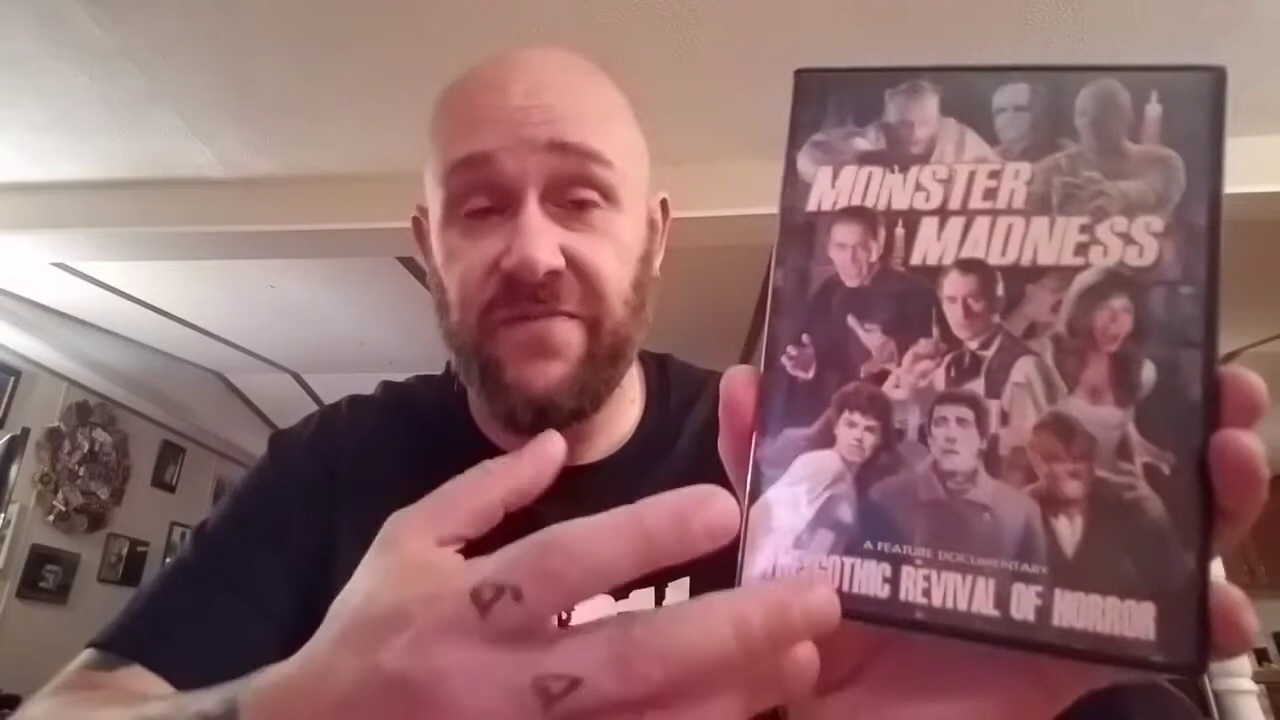 MONSTER
MADNESS
A FEATURE DOCUMENTARY
GOTHIC REVIVAL OF HORROR